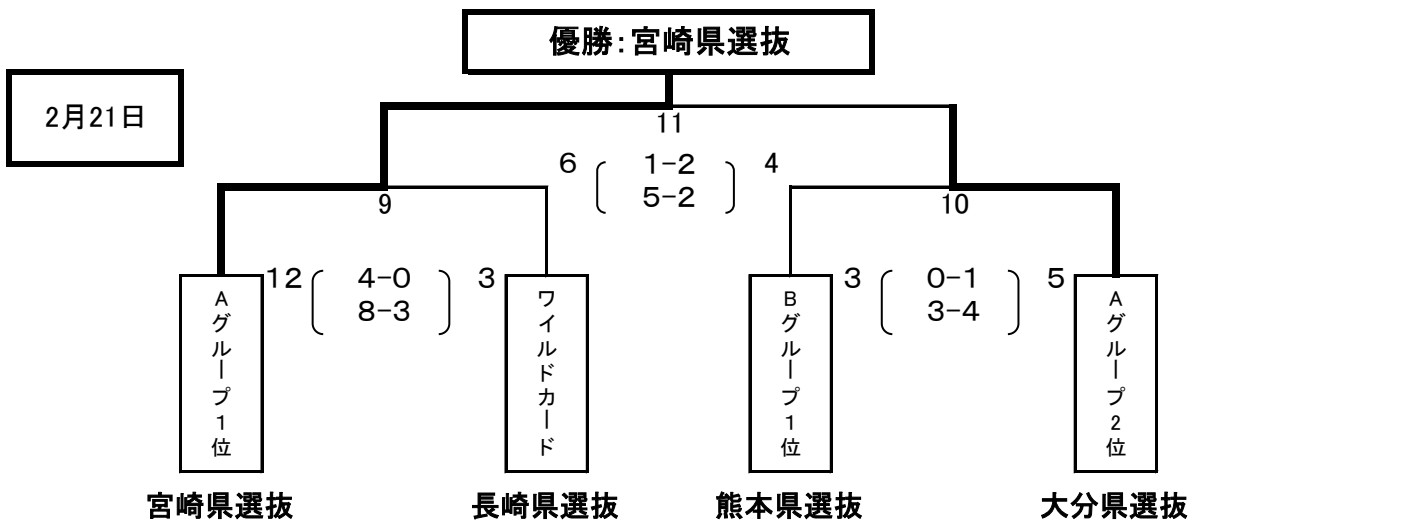 優勝：宮崎県選抜
2月21日
11
6 ( 1-2 ) 4
5-2
9
10
12 ( 4-0 ) 3
8-3
3 ( 0-1 ) 5
3-4
Aグループ1位
ワイルドカード
Bグループ1位
Aグループ2位
宮崎県選抜
長崎県選抜
熊本県選抜
大分県選抜